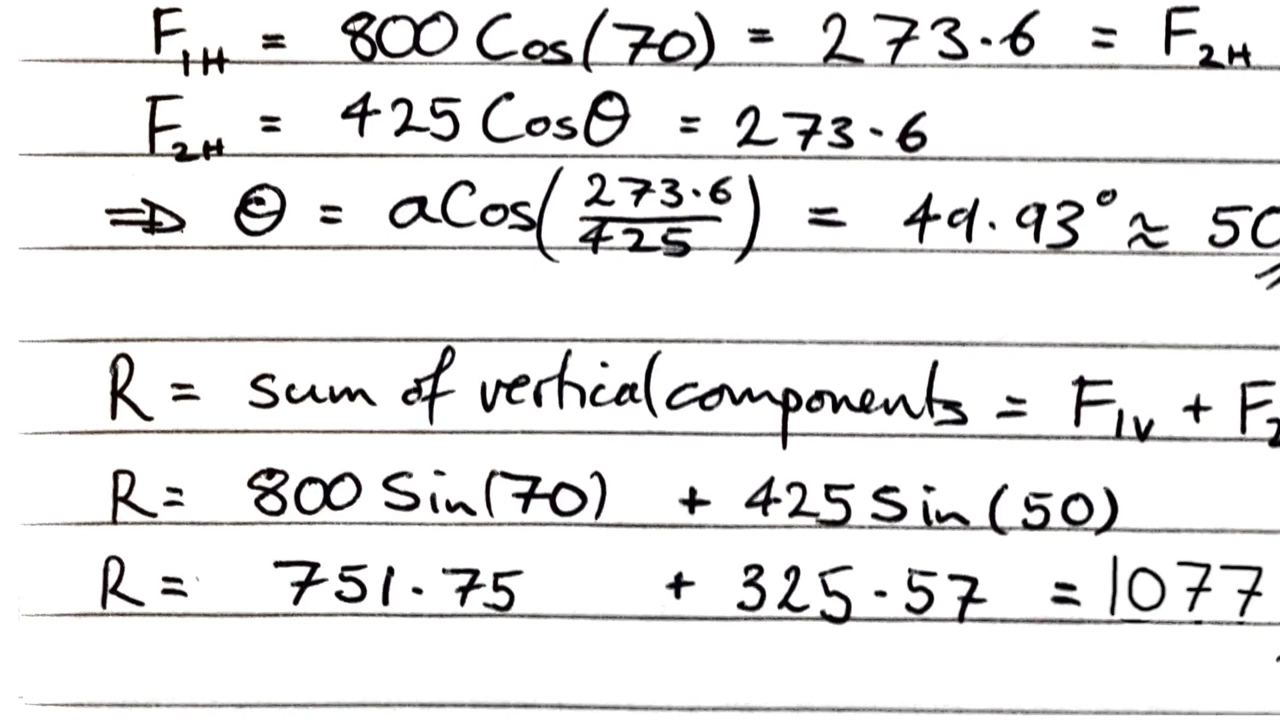 F1H = 800 Cos(70) = 273.6 = F2H
F2H = 425 Cosθ = 273.6
⇒ θ = aCos(273.6/425) = 49.93° ≈ 50
R = sum of vertical components = F1V + F2
R = 800 Sin(70) + 425 Sin(50)
R = 751.75 + 325.57 = 1077